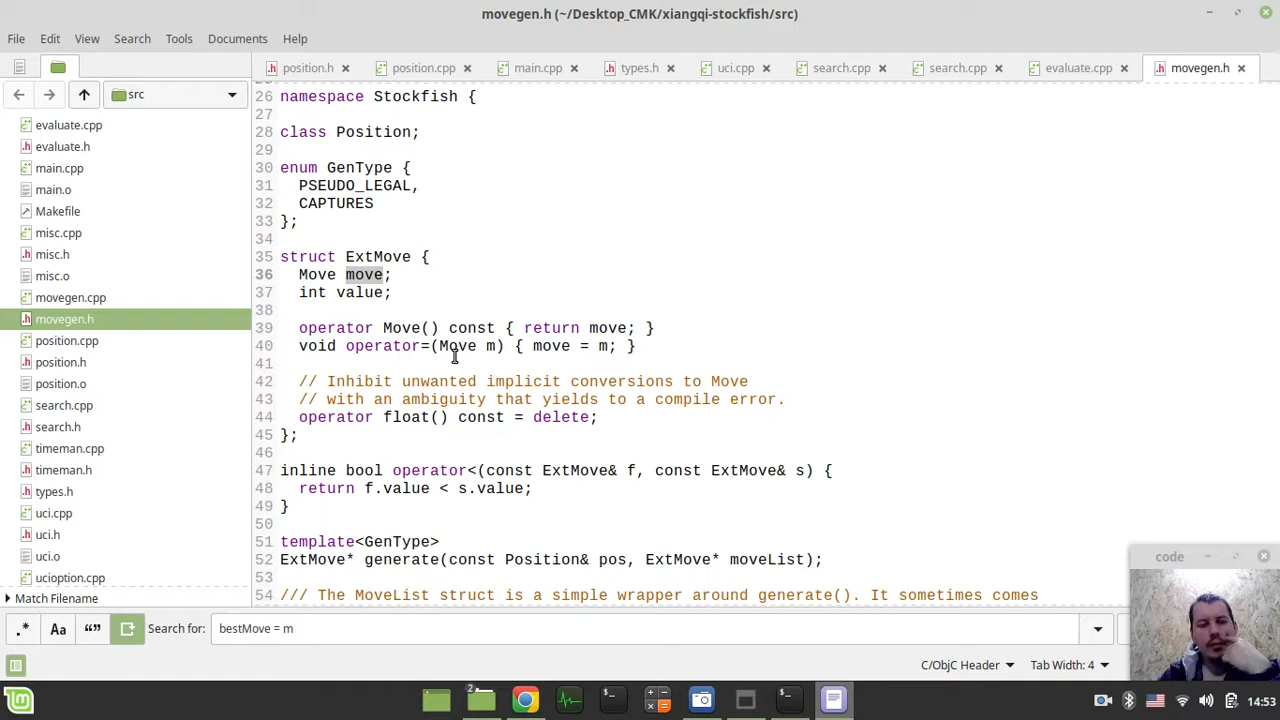 movegen.h (~/Desktop_CMK/xiangqi-stockfish/src)
File Edit View Search Tools Documents Help
position.h position.cpp main.cpp types.h uci.cpp search.cpp search.cpp evaluate.cpp movegen.h
src
evaluate.cpp
evaluate.h
main.cpp
main.o
Makefile
misc.cpp
misc.h
misc.o
movegen.cpp
movegen.h
position.cpp
position.h
position.o
search.cpp
search.h
timeman.cpp
timeman.h
types.h
uci.cpp
uci.h
uci.o
ucioption.cpp
Match Filename
26 namespace Stockfish {
27
28 class Position;
29
30 enum GenType {
31 PSEUDO_LEGAL,
32 CAPTURES
33 };
34
35 struct ExtMove {
36 Move move;
37 int value;
38
39 operator Move() const { return move; }
40 void operator=(Move m) { move = m; }
41
42 // Inhibit unwanted implicit conversions to Move
43 // with an ambiguity that yields to a compile error.
44 operator float() const = delete;
45 };
46
47 inline bool operator<(const ExtMove& f, const ExtMove& s) {
48 return f.value < s.value;
49 }
50
51 template<GenType>
52 ExtMove* generate(const Position& pos, ExtMove* moveList);
53
54 /// The MoveList struct is a simple wrapper around generate(). It sometimes comes
code
.* Aa “” Search for: bestMove = m
C/ObjC Header Tab Width: 4
2
14:53